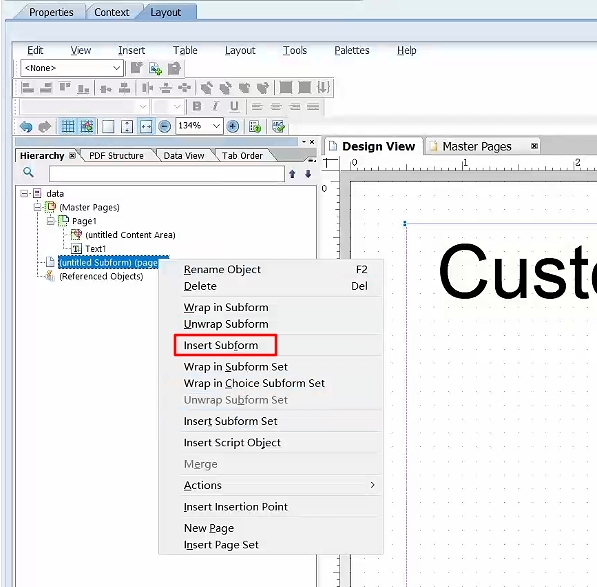 Properties Context Layout
Edit View Insert Table Layout Tools Palettes Help
<None>
B I U
134%
Hierarchy PDF Structure Data View Tab Order
Design View Master Pages
0 1 2
0
data
(Master Pages)
Page1
(untitled Content Area)
Text1
(untitled Subform) (page
(Referenced Objects)
Custo
Rename Object F2
Delete Del
Wrap in Subform
Unwrap Subform
Insert Subform
Wrap in Subform Set
Wrap in Choice Subform Set
Unwrap Subform Set
Insert Subform Set
Insert Script Object
Merge
Actions
Insert Insertion Point
New Page
Insert Page Set